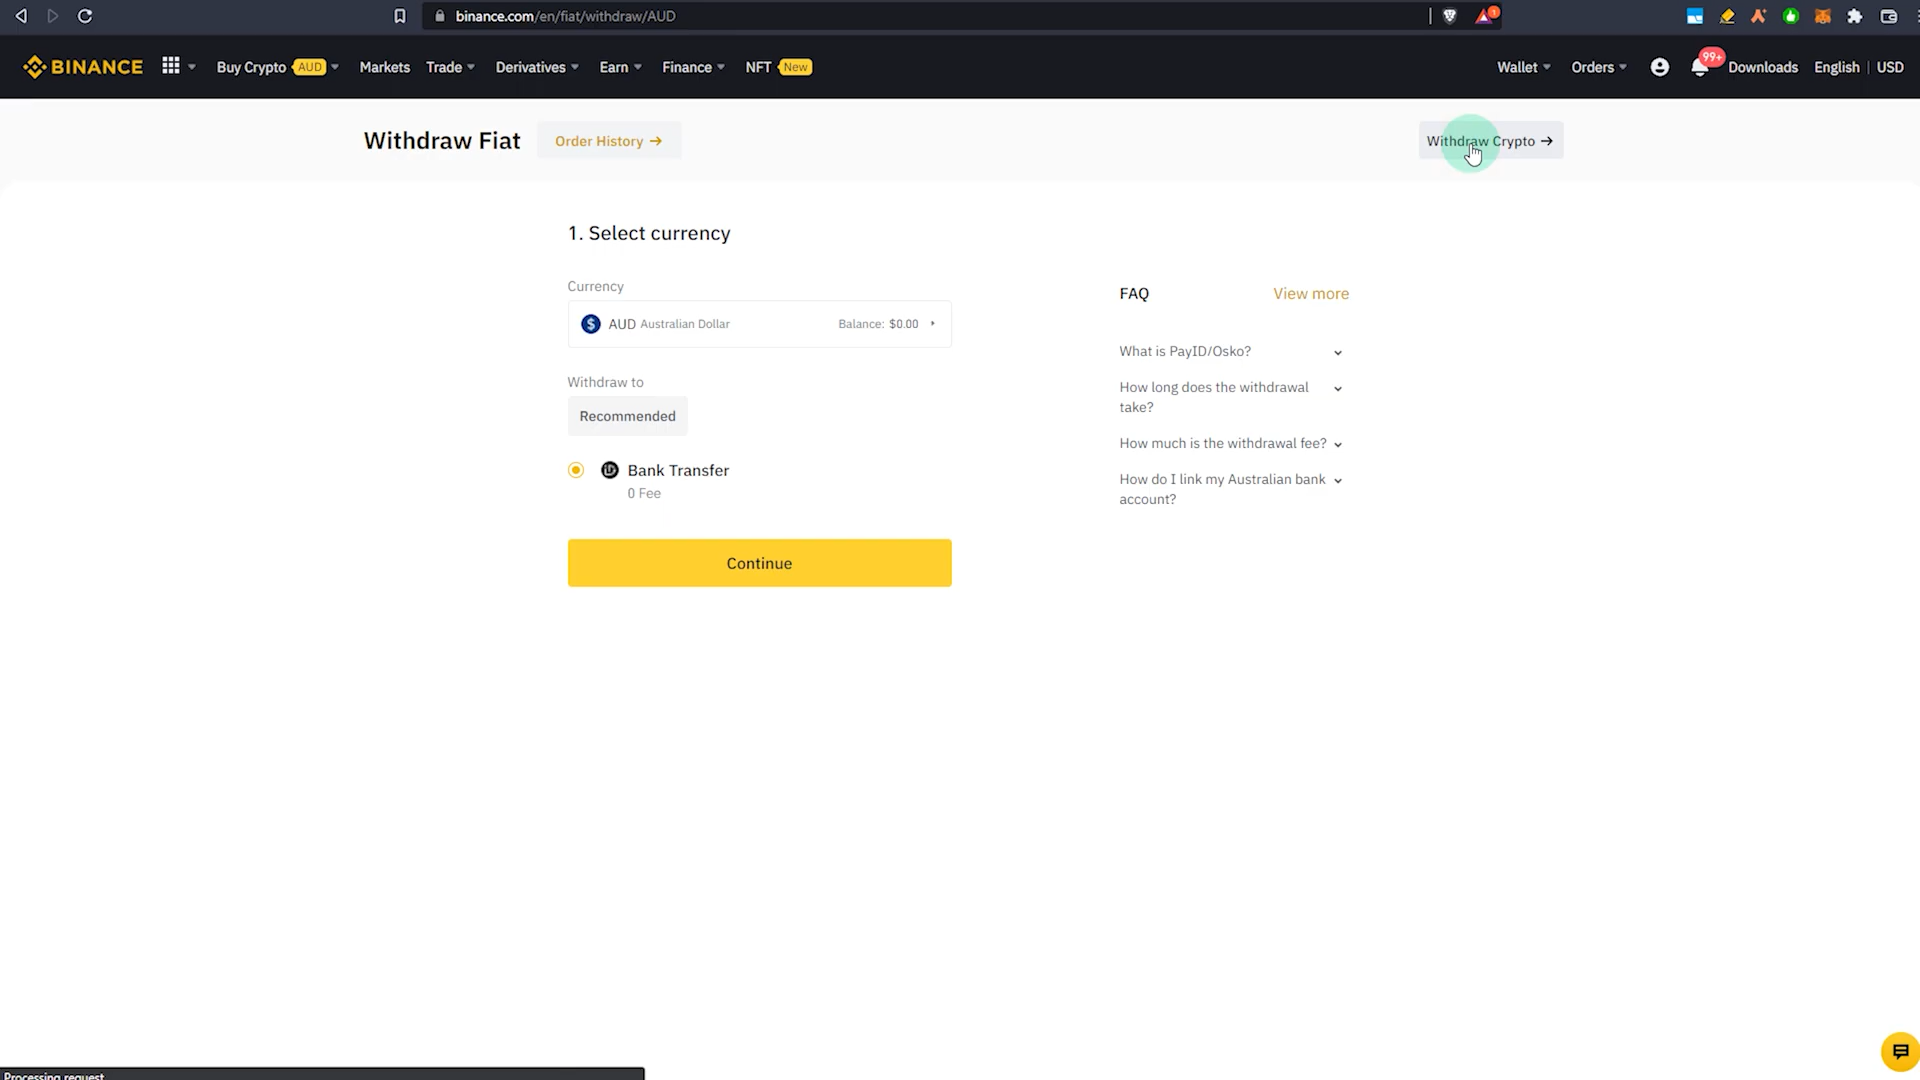 binance.com/en/fiat/withdraw/AUD
1
BINANCE
Buy Crypto AUD
Markets
Trade
Derivatives
Earn
Finance
NFT New
Wallet
Orders
99+
Downloads
English | USD
Withdraw Fiat
Order History →
Withdraw Crypto →
1. Select currency
Currency
AUD Australian Dollar Balance: $0.00
Withdraw to
Recommended
Bank Transfer
0 Fee
Continue
FAQ View more
What is PayID/Osko?
How long does the withdrawal
take?
How much is the withdrawal fee?
How do I link my Australian bank
account?
Processing request